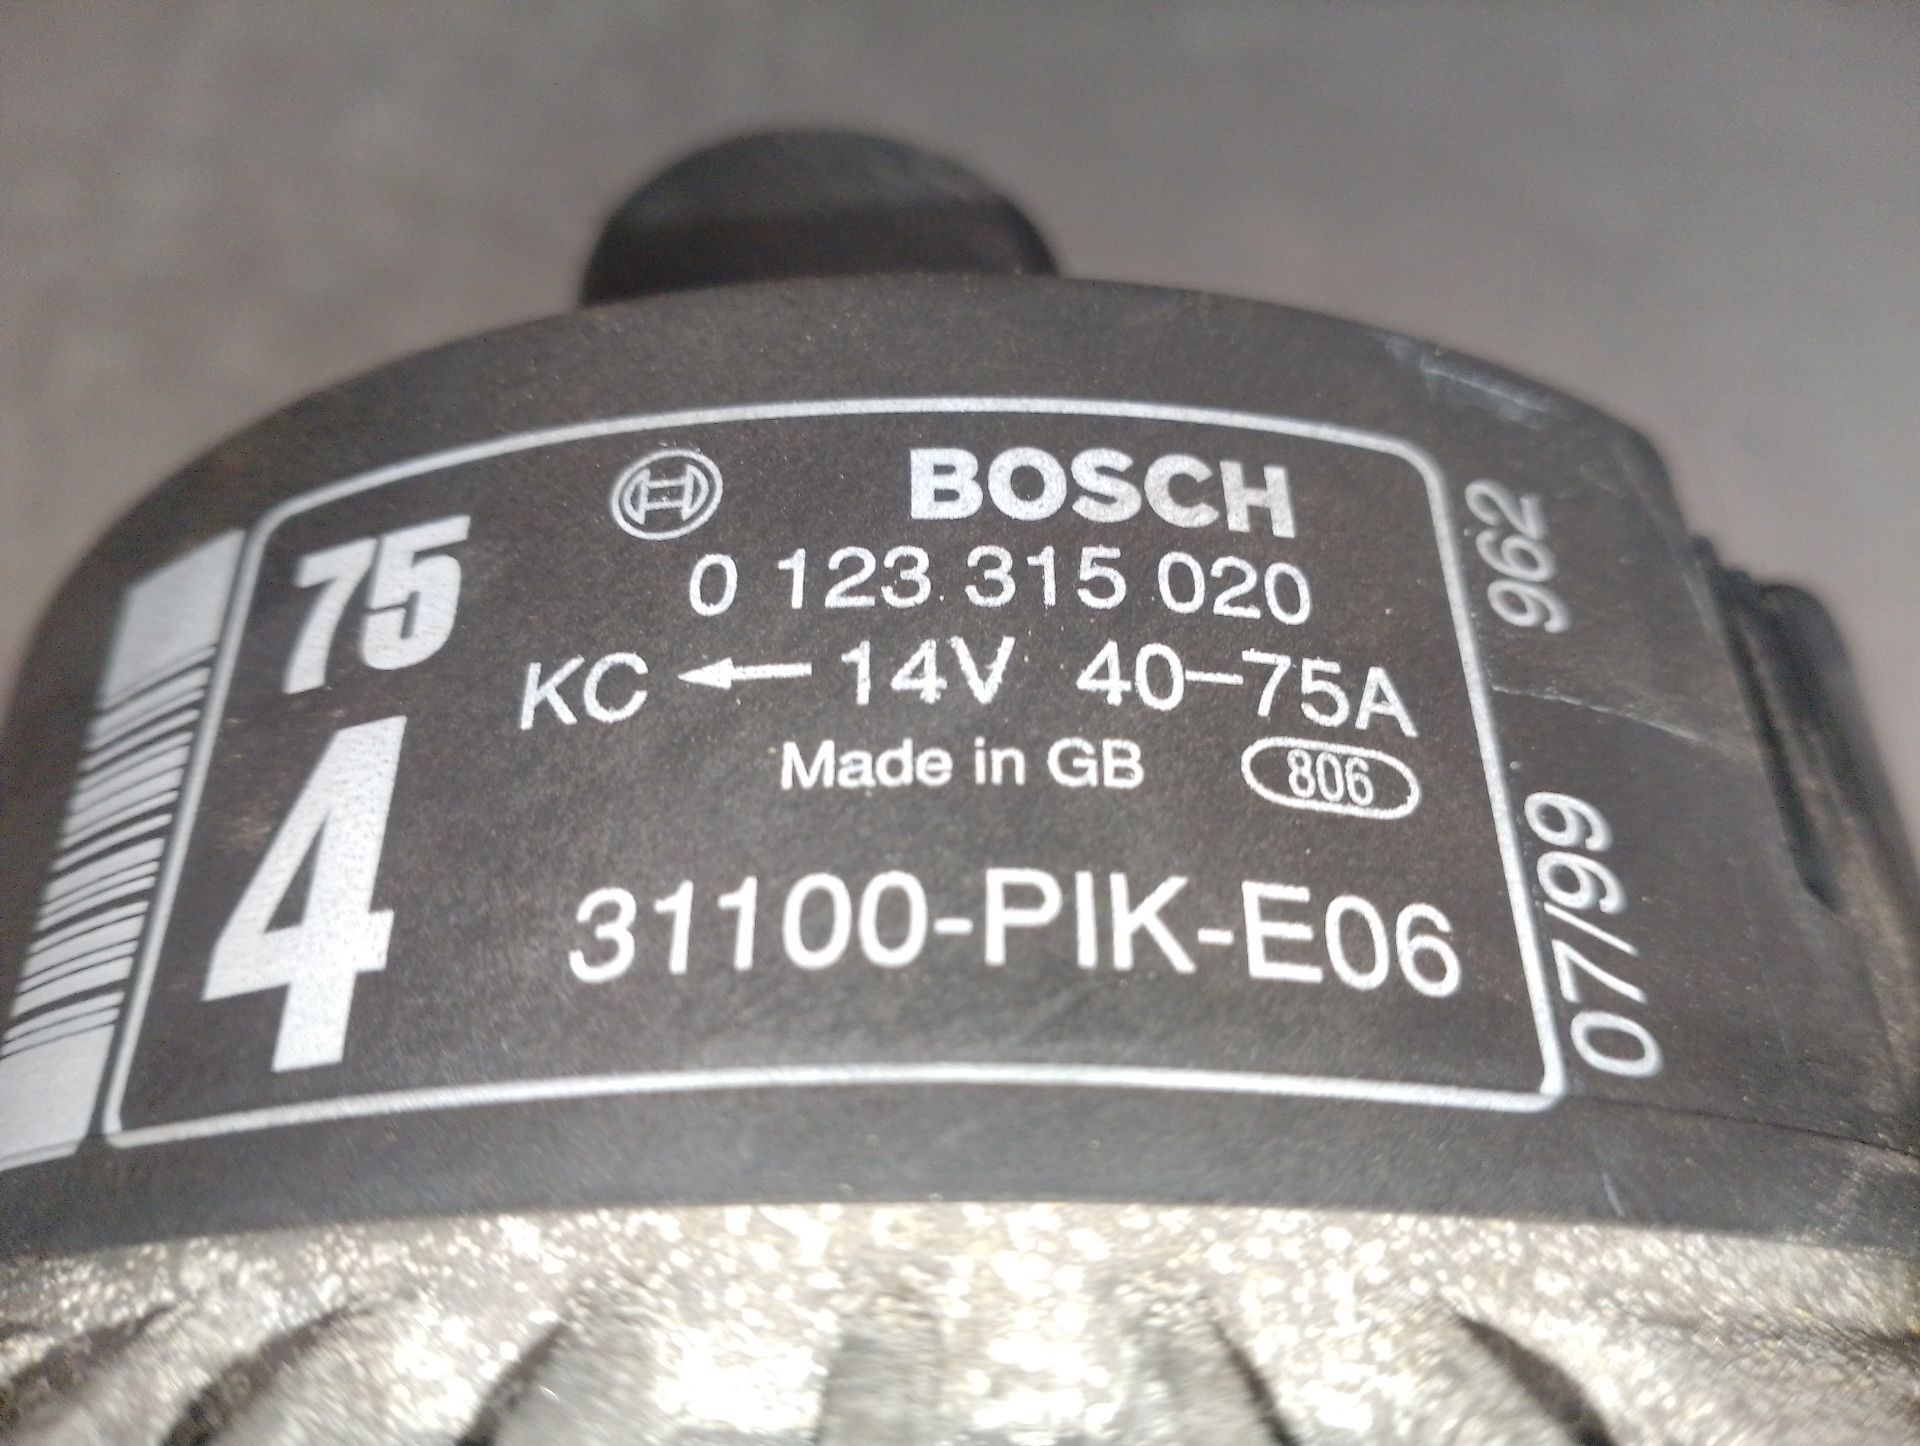 BOSCH
75
0 123 315 020
KC ← 14V 40–75A
Made in GB 806
4
31100-PIK-E06
962
07/99